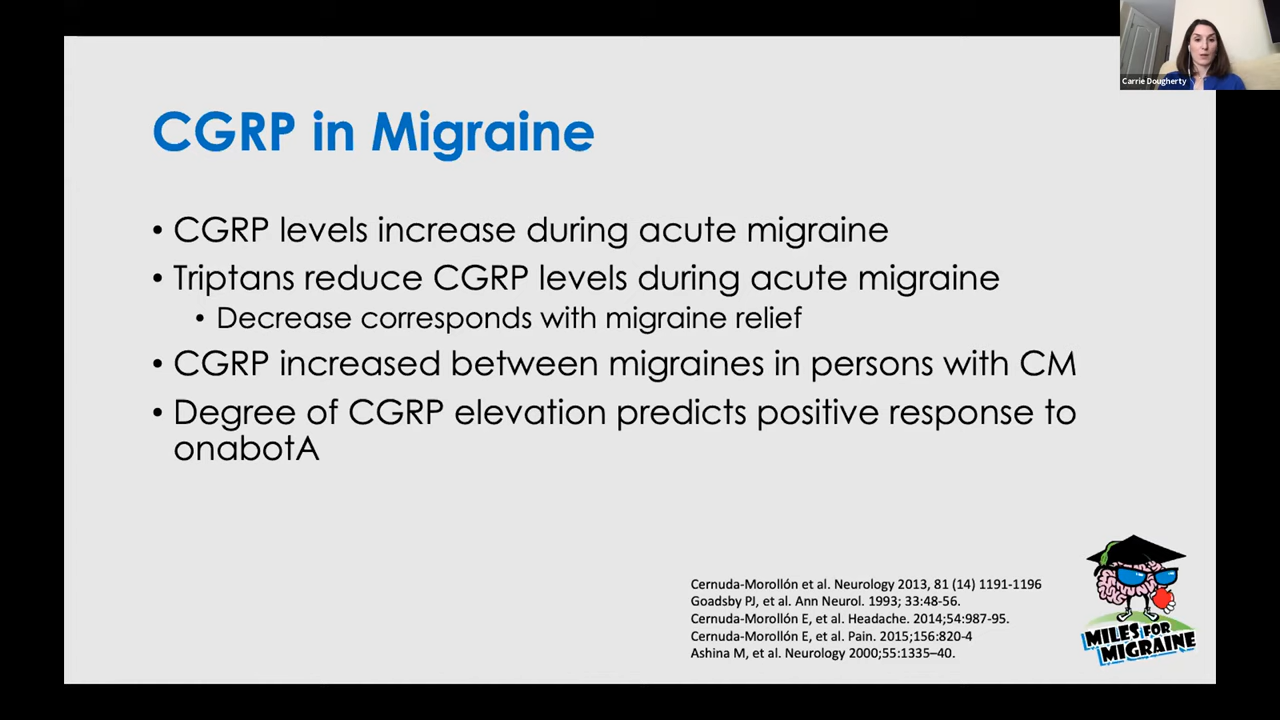 Carrie Dougherty
CGRP in Migraine
• CGRP levels increase during acute migraine
• Triptans reduce CGRP levels during acute migraine
• Decrease corresponds with migraine relief
• CGRP increased between migraines in persons with CM
• Degree of CGRP elevation predicts positive response to
onabotA
Cernuda-Morollón et al. Neurology 2013, 81 (14) 1191-1196
Goadsby PJ, et al. Ann Neurol. 1993; 33:48-56.
Cernuda-Morollón E, et al. Headache. 2014;54:987-95.
Cernuda-Morollón E, et al. Pain. 2015;156:820-4
Ashina M, et al. Neurology 2000;55:1335–40.
MILES FOR
MIGRAINE